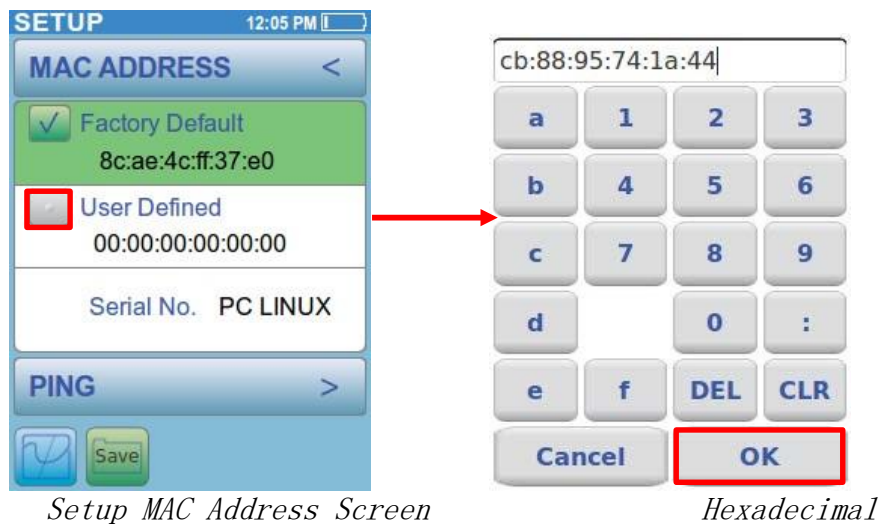 SETUP 12:05 PM
MAC ADDRESS <
Factory Default
8c:ae:4c:ff:37:e0
User Defined
00:00:00:00:00:00
Serial No. PC LINUX
PING >
Save
cb:88:95:74:1a:44
a 1 2 3
b 4 5 6
c 7 8 9
d 0 :
e f DEL CLR
Cancel OK
Setup MAC Address Screen
Hexadecimal